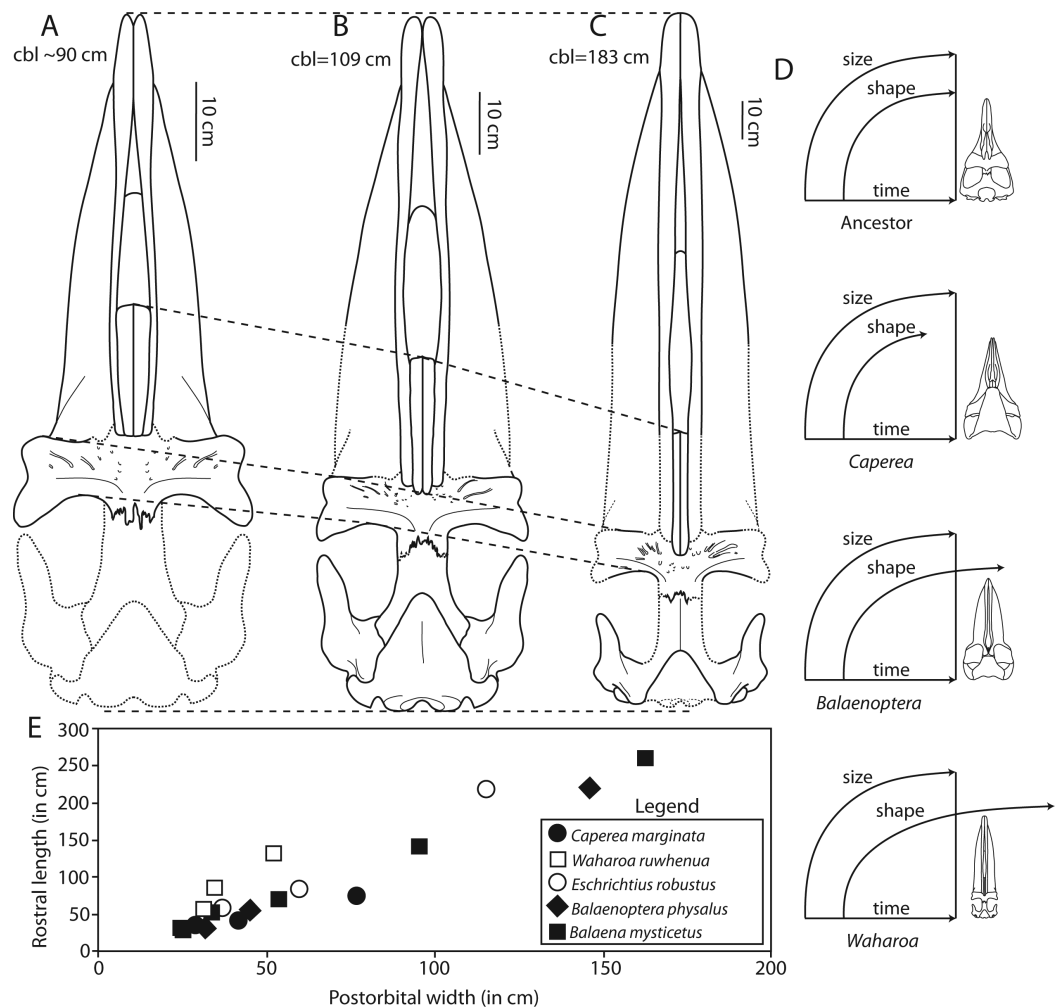 A
cbl ~90 cm
10 cm
B
cbl=109 cm
10 cm
C
cbl=183 cm
10 cm
D
size
shape
time
Ancestor
size
shape
time
Caperea
size
shape
time
Balaenoptera
size
shape
time
Waharoa
E
Rostral length (in cm)
300
250
200
150
100
50
0
0
50
100
150
200
Postorbital width (in cm)
Legend
Caperea marginata
Waharoa ruwhenua
Eschrichtius robustus
Balaenoptera physalus
Balaena mysticetus